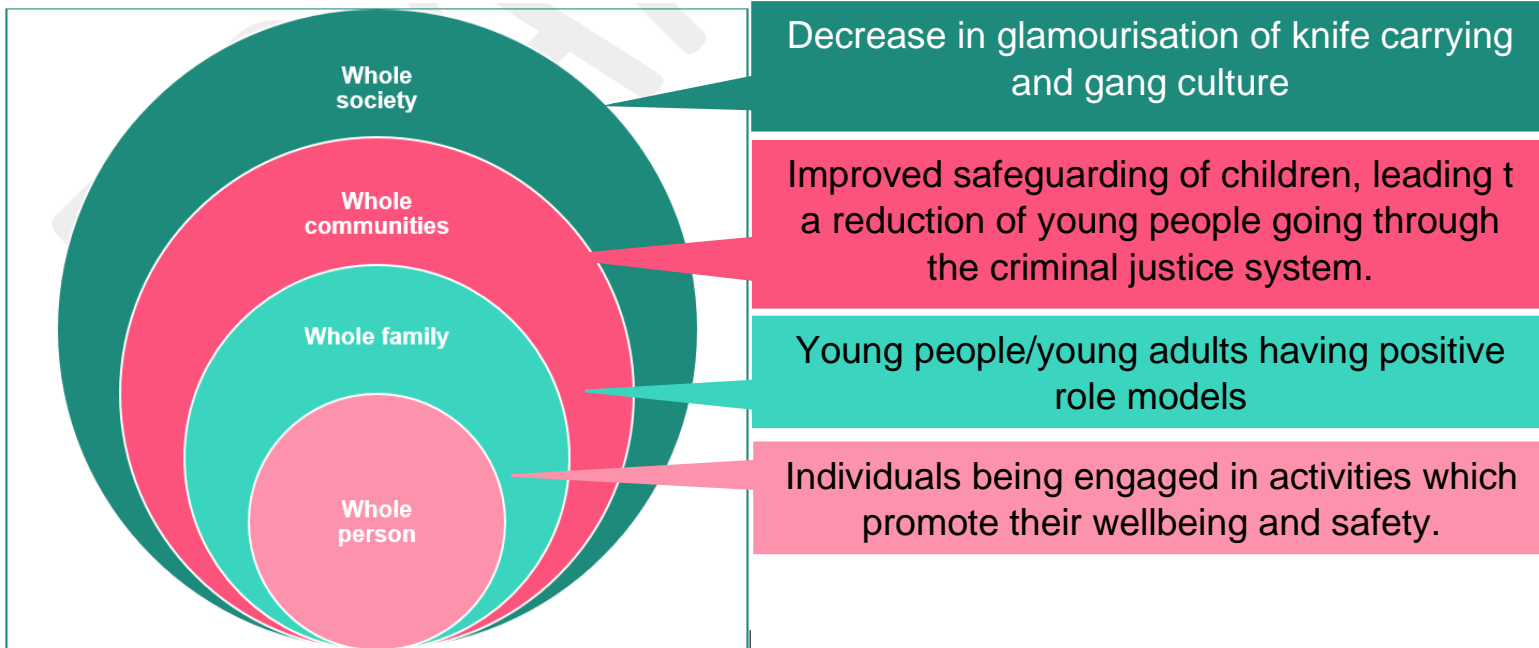 Whole
society
Decrease in glamourisation of knife carrying
and gang culture
Whole
communities
Improved safeguarding of children, leading t
a reduction of young people going through
the criminal justice system.
Whole family
Young people/young adults having positive
role models
Whole
person
Individuals being engaged in activities which
promote their wellbeing and safety.